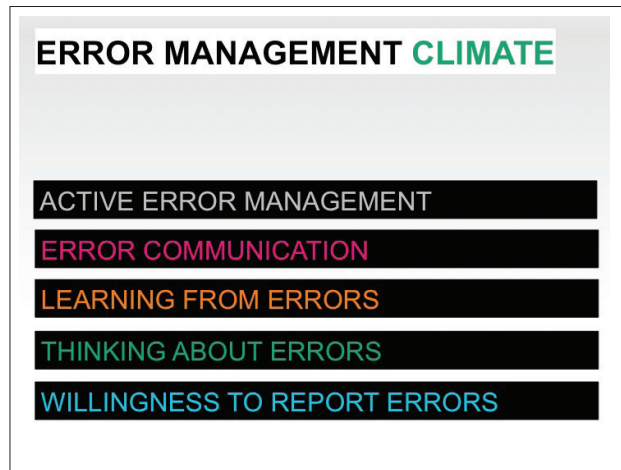 ERROR MANAGEMENT CLIMATE
ACTIVE ERROR MANAGEMENT
ERROR COMMUNICATION
LEARNING FROM ERRORS
THINKING ABOUT ERRORS
WILLINGNESS TO REPORT ERRORS